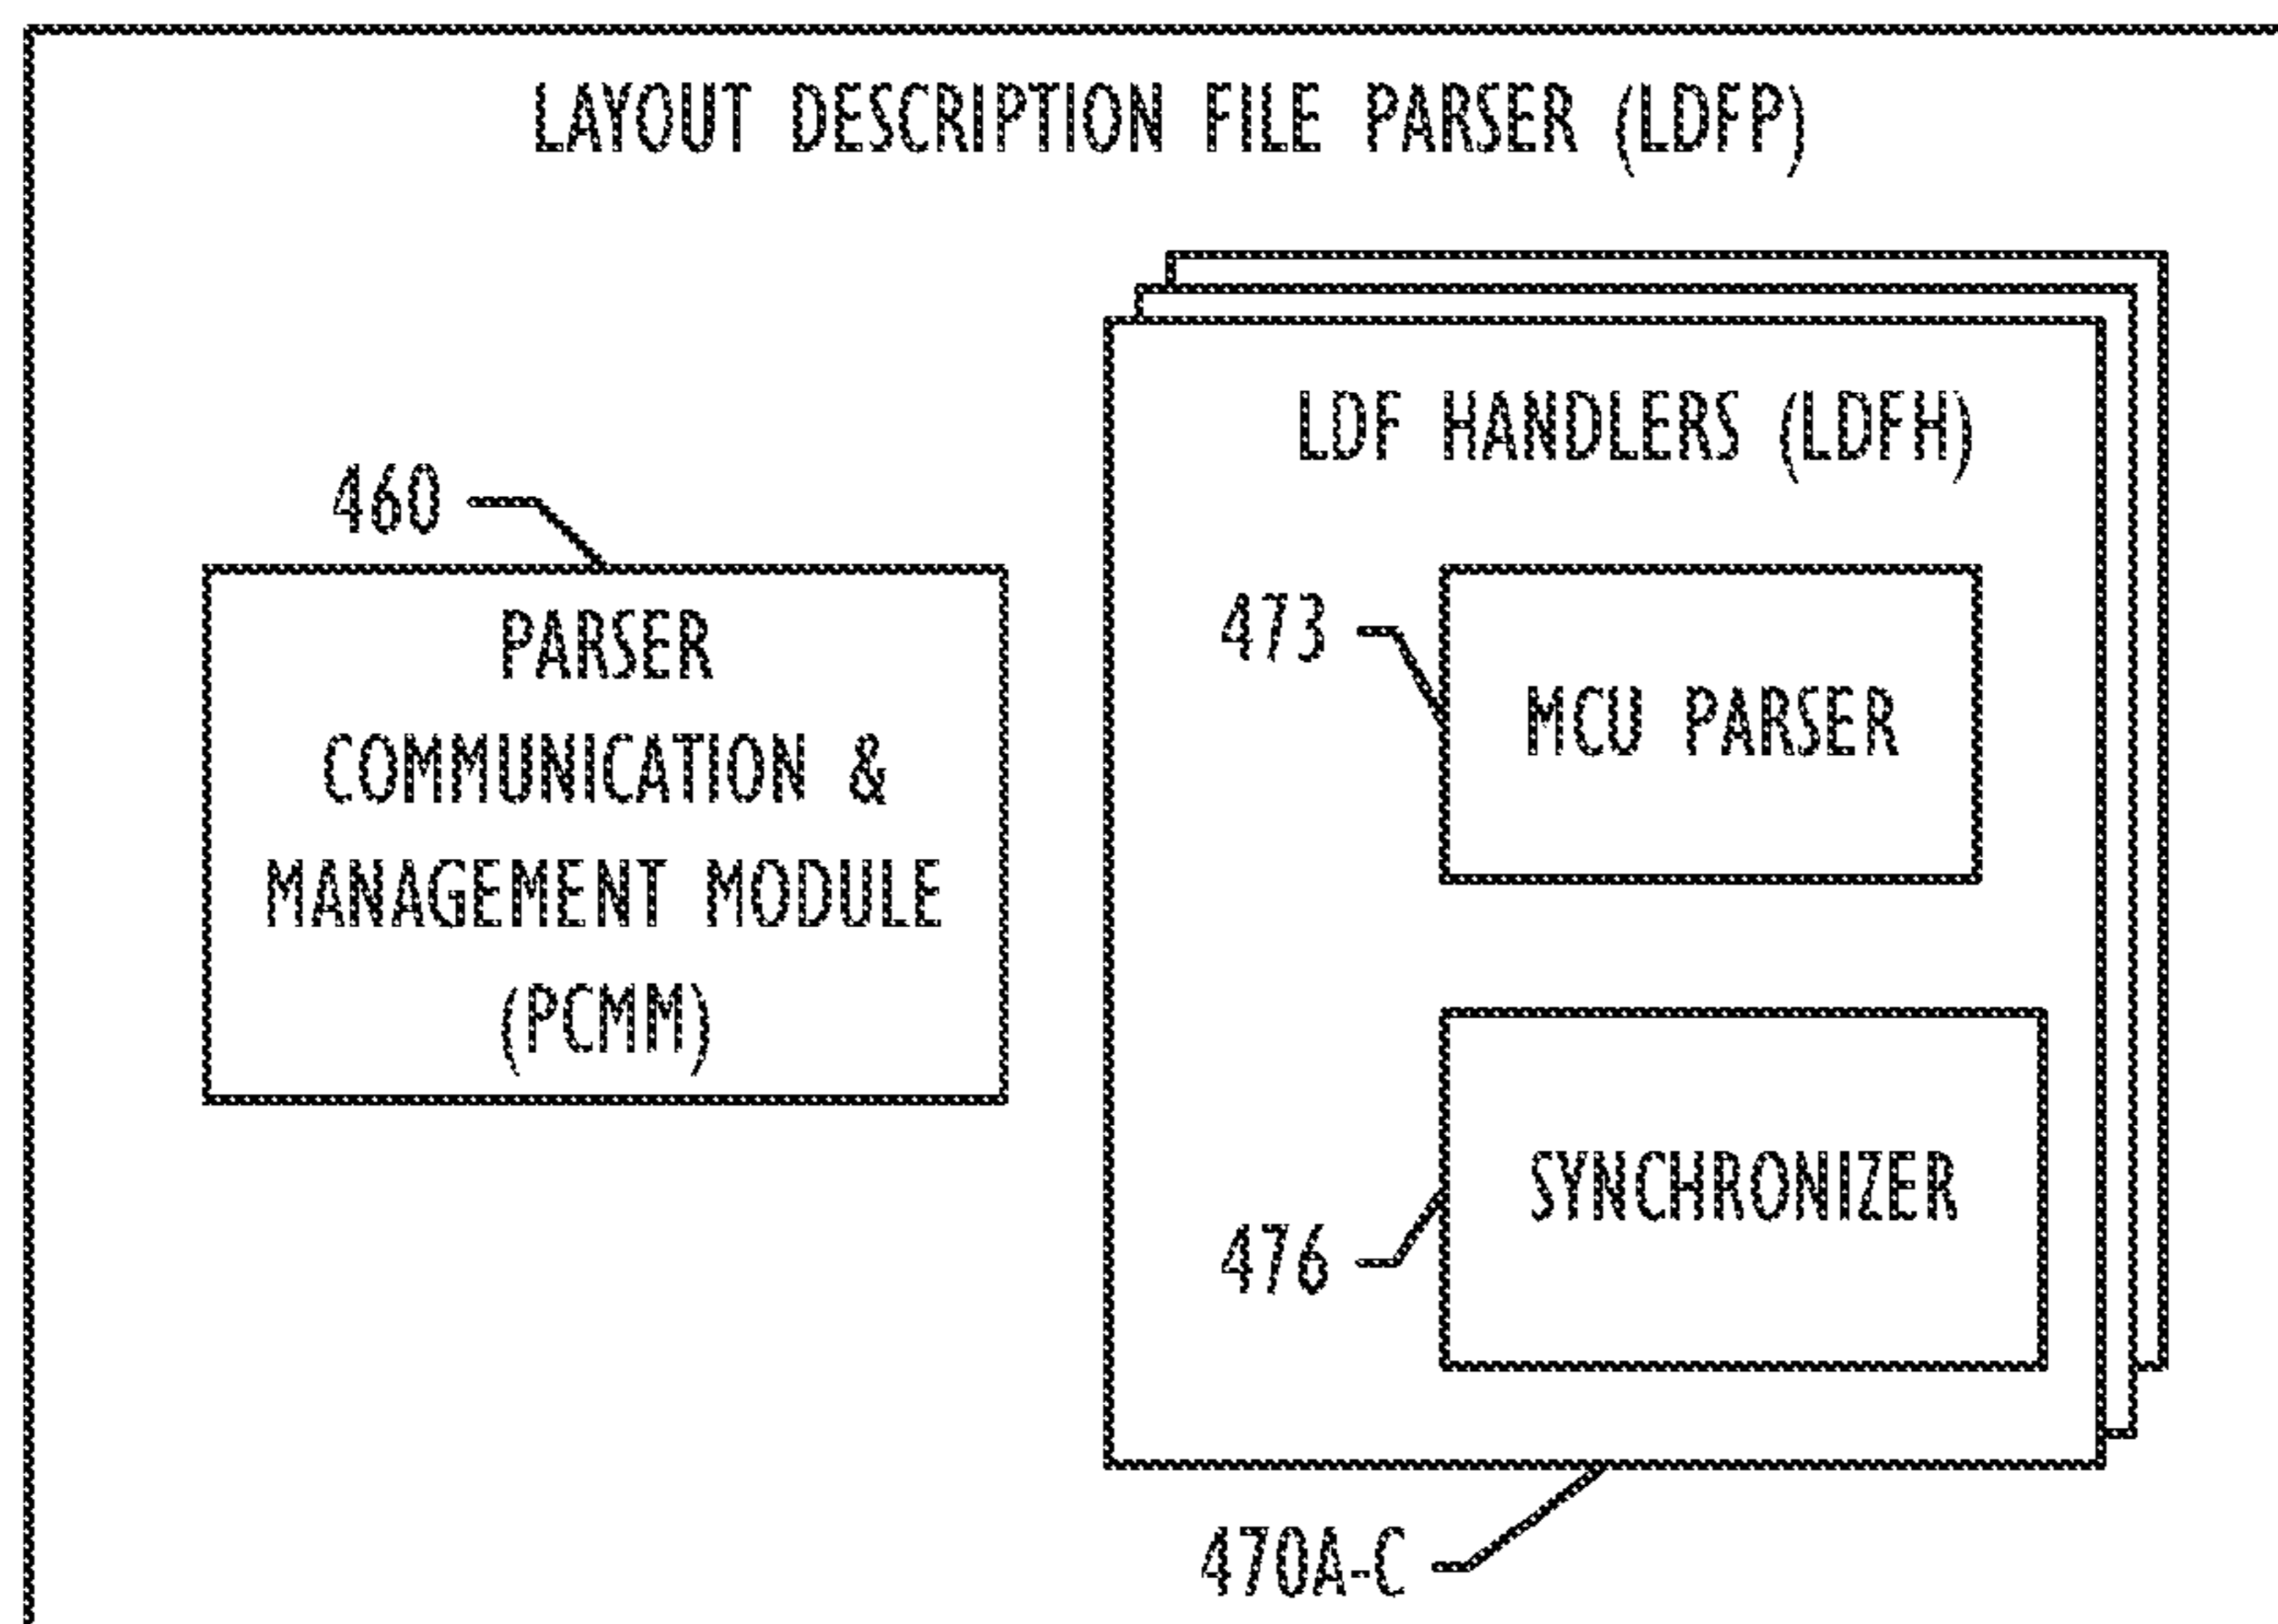 LAYOUT DESCRIPTION FILE PARSER (LDFP)
460
PARSER
COMMUNICATION &
MANAGEMENT MODULE
(PCMM)
LDF HANDLERS (LDFH)
473
MCU PARSER
476
SYNCHRONIZER
470A-C